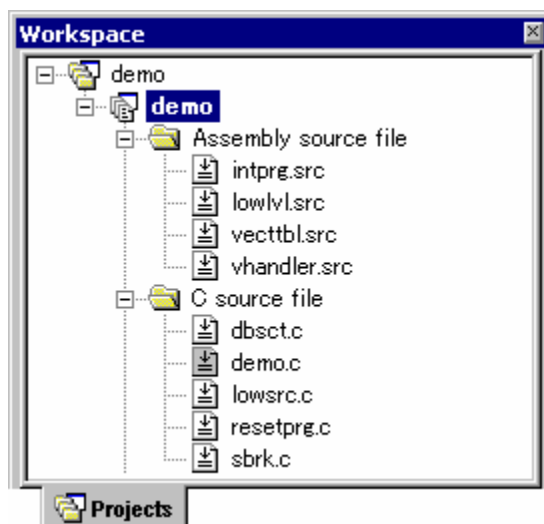 Workspace
demo
demo
Assembly source file
intprg.src
lowlvl.src
vecttbl.src
vhandler.src
C source file
dbsct.c
demo.c
lowsrc.c
resetprg.c
sbrk.c
Projects